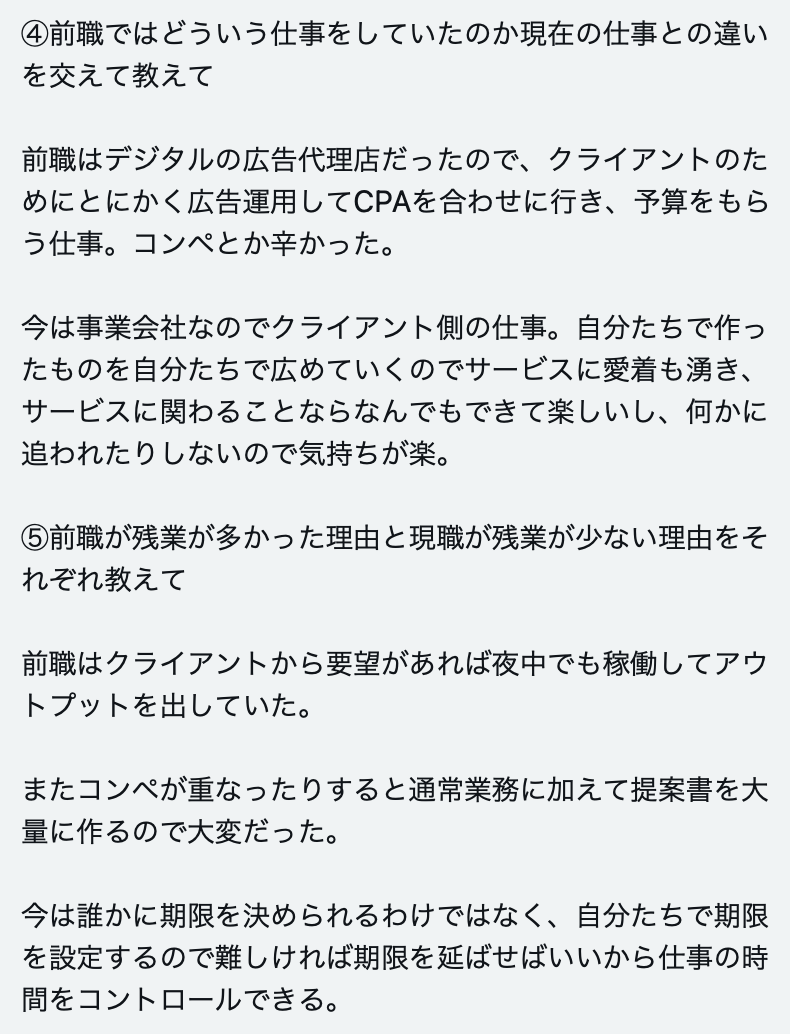 ④前職ではどういう仕事をしていたのか現在の仕事との違い
を交えて教えて
前職はデジタルの広告代理店だったので、クライアントのた
めにとにかく広告運用してCPAを合わせに行き、予算をもら
う仕事。コンペとか辛かった。
今は事業会社なのでクライアント側の仕事。自分たちで作っ
たものを自分たちで広めていくのでサービスに愛着も湧き、
サービスに関わることならなんでもできて楽しいし、何かに
追われたりしないので気持ちが楽。
⑤前職が残業が多かった理由と現職が残業が少ない理由をそ
れぞれ教えて
前職はクライアントから要望があれば夜中でも稼働してアウ
トプットを出していた。
またコンペが重なったりすると通常業務に加えて提案書を大
量に作るので大変だった。
今は誰かに期限を決められるわけではなく、自分たちで期限
を設定するので難しければ期限を延ばせばいいから仕事の時
間をコントロールできる。